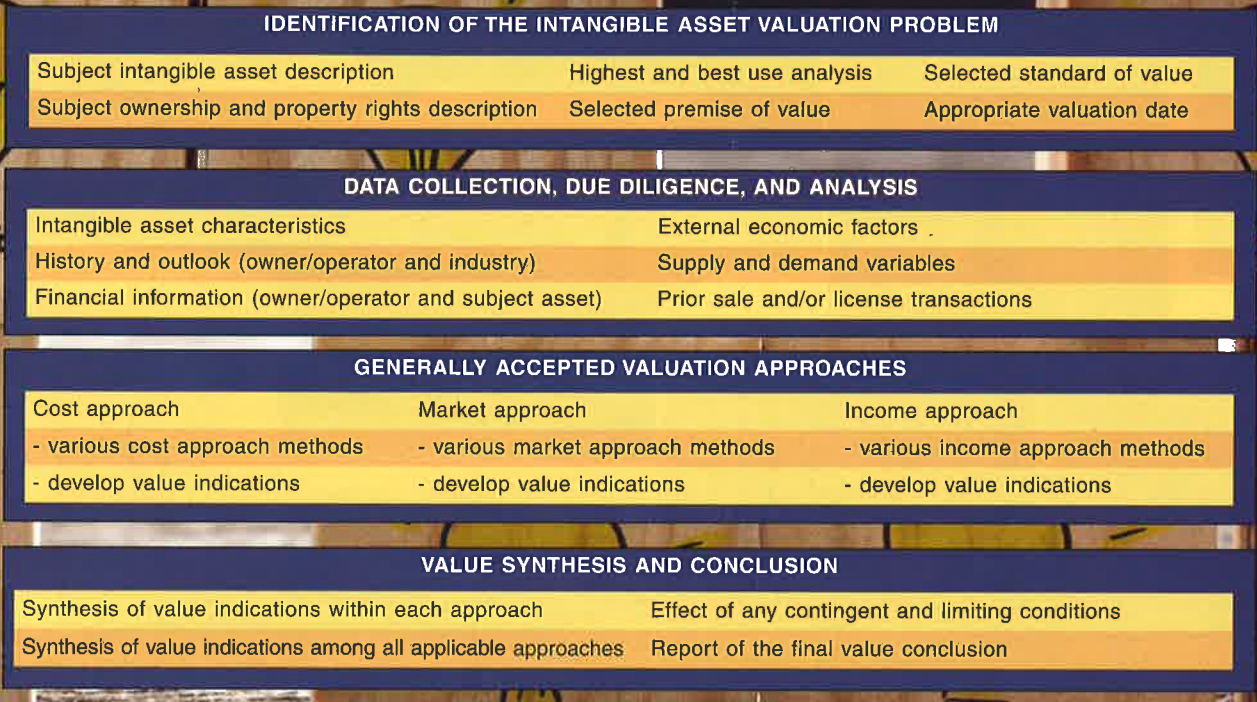 IDENTIFICATION OF THE INTANGIBLE ASSET VALUATION PROBLEM
Subject intangible asset description Highest and best use analysis Selected standard of value
Subject ownership and property rights description Selected premise of value Appropriate valuation date
DATA COLLECTION, DUE DILIGENCE, AND ANALYSIS
Intangible asset characteristics External economic factors
History and outlook (owner/operator and industry) Supply and demand variables
Financial information (owner/operator and subject asset) Prior sale and/or license transactions
GENERALLY ACCEPTED VALUATION APPROACHES
Cost approach Market approach Income approach
- various cost approach methods - various market approach methods - various income approach methods
- develop value indications - develop value indications - develop value indications
VALUE SYNTHESIS AND CONCLUSION
Synthesis of value indications within each approach Effect of any contingent and limiting conditions
Synthesis of value indications among all applicable approaches Report of the final value conclusion